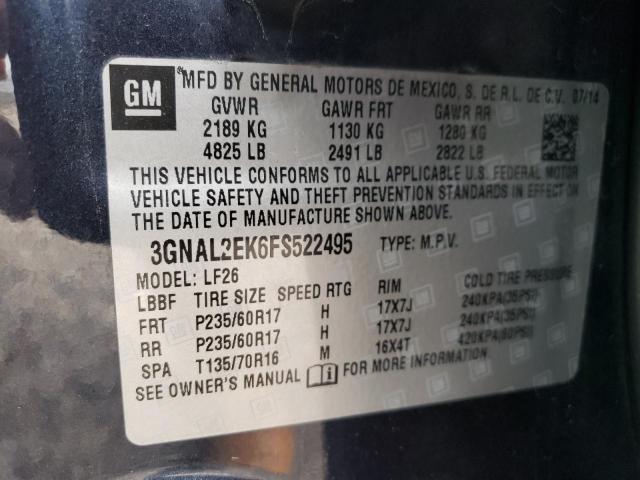 GM
MFD BY GENERAL MOTORS DE MEXICO, S. DE R.L. DE C.V. 07/14
GVWR GAWR FRT GAWR RR
2189 KG 1130 KG 1280 KG
4825 LB 2491 LB 2822 LB
THIS VEHICLE CONFORMS TO ALL APPLICABLE U.S. FEDERAL MOTOR
VEHICLE SAFETY AND THEFT PREVENTION STANDARDS IN EFFECT ON
THE DATE OF MANUFACTURE SHOWN ABOVE.
3GNAL2EK6FS522495 TYPE: M.P.V.
MODEL: LF26
LBBF TIRE SIZE SPEED RTG RIM COLD TIRE PRESSURE
FRT P235/60R17 H 17X7J 240KPA(35PSI)
RR P235/60R17 H 17X7J 240KPA(35PSI)
SPA T135/70R16 M 16X4T 420KPA(60PSI)
SEE OWNER'S MANUAL FOR MORE INFORMATION